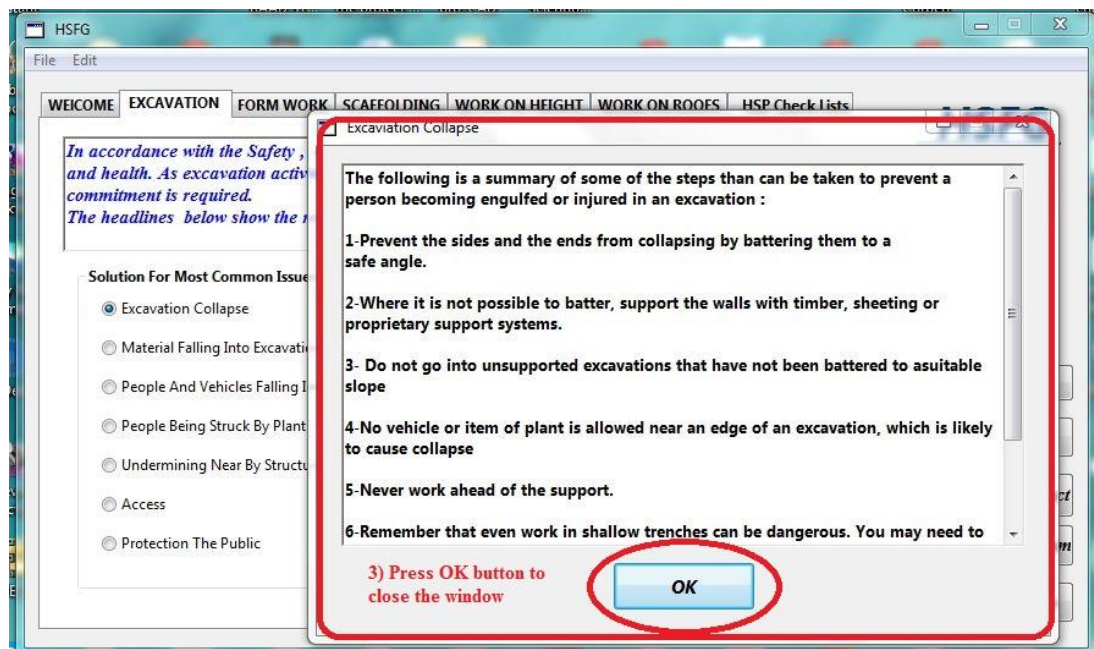 HSFG
File Edit
WEICOME EXCAVATION FORM WORK SCAFFOLDING WORK ON HEIGHT WORK ON ROOFS HSP Check Lists
In accordance with the Safety ,
and health. As excavation activ
commitment is required.
The headlines below show the
Solution For Most Common Issue
Excavation Collapse
Material Falling Into Excavati
People And Vehicles Falling I
People Being Struck By Plant
Undermining Near By Structu
Access
Protection The Public
HSFG
Excaviation Collapse
The following is a summary of some of the steps than can be taken to prevent a
person becoming engulfed or injured in an excavation :
1-Prevent the sides and the ends from collapsing by battering them to a
safe angle.
2-Where it is not possible to batter, support the walls with timber, sheeting or
proprietary support systems.
3- Do not go into unsupported excavations that have not been battered to asuitable
slope
4-No vehicle or item of plant is allowed near an edge of an excavation, which is likely
to cause collapse
5-Never work ahead of the support.
6-Remember that even work in shallow trenches can be dangerous. You may need to
3) Press OK button to
close the window
OK